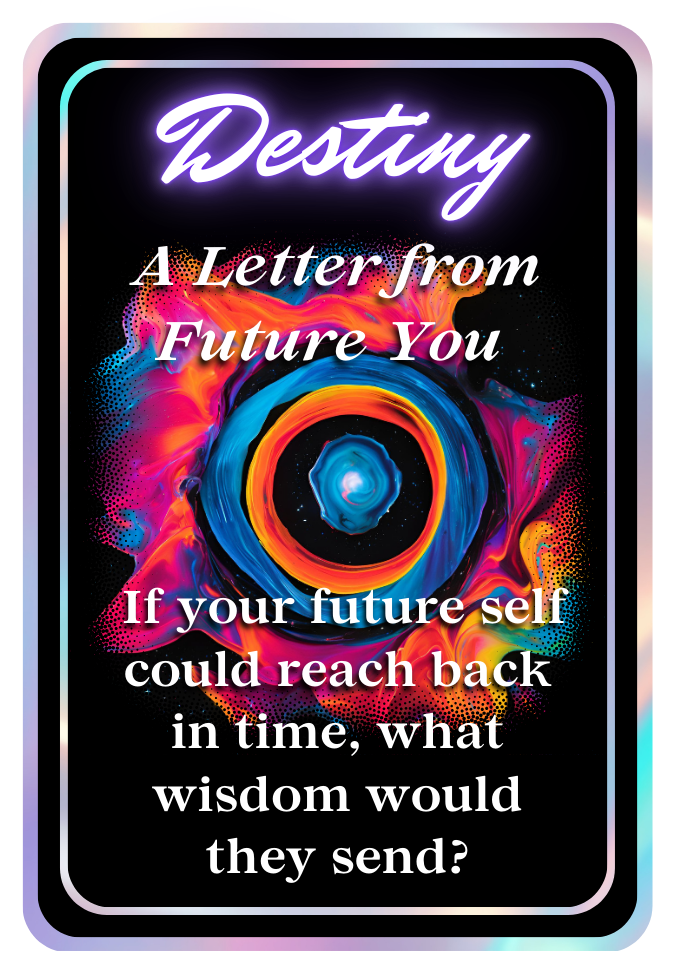 Destiny
A Letter from
Future You
If your future self
could reach back
in time, what
wisdom would
they send?